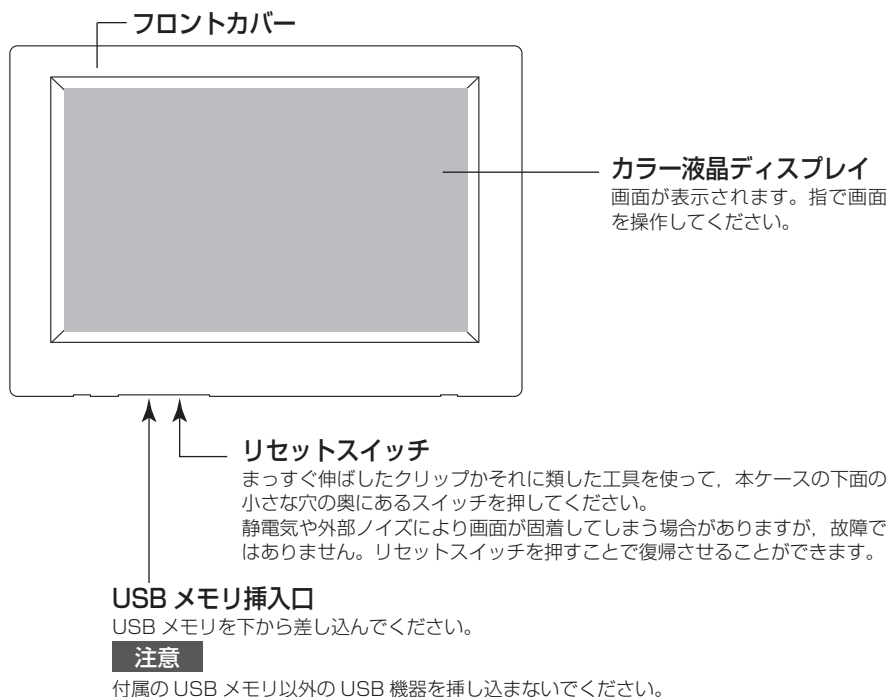 フロントカバー
カラー液晶ディスプレイ
画面が表示されます。指で画面
を操作してください。
リセットスイッチ
まっすぐ伸ばしたクリップかそれに類した工具を使って，本ケースの下面の
小さな穴の奥にあるスイッチを押してください。
静電気や外部ノイズにより画面が固着してしまう場合がありますが，故障で
はありません。リセットスイッチを押すことで復帰させることができます。
USB メモリ挿入口
USB メモリを下から差し込んでください。
注意
付属の USB メモリ以外の USB 機器を挿し込まないでください。